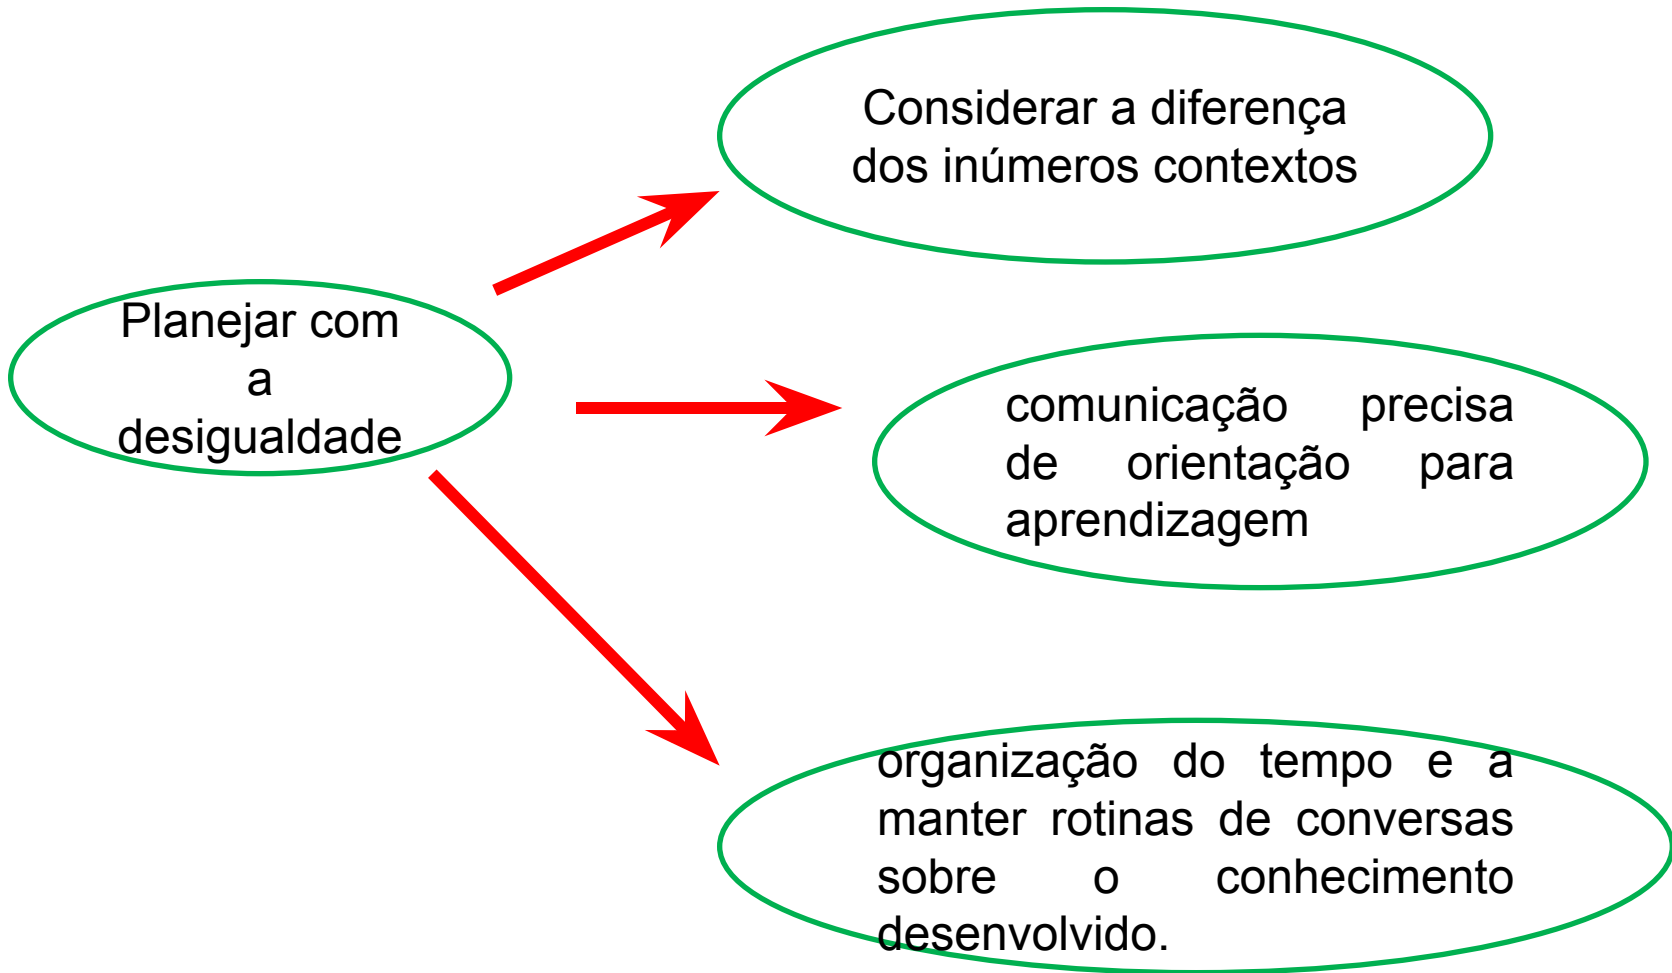 Considerar a diferença
dos inúmeros contextos
Planejar com
a
desigualdade
comunicação precisa
de orientação para
aprendizagem
organização do tempo e a
manter rotinas de conversas
sobre o conhecimento
desenvolvido.